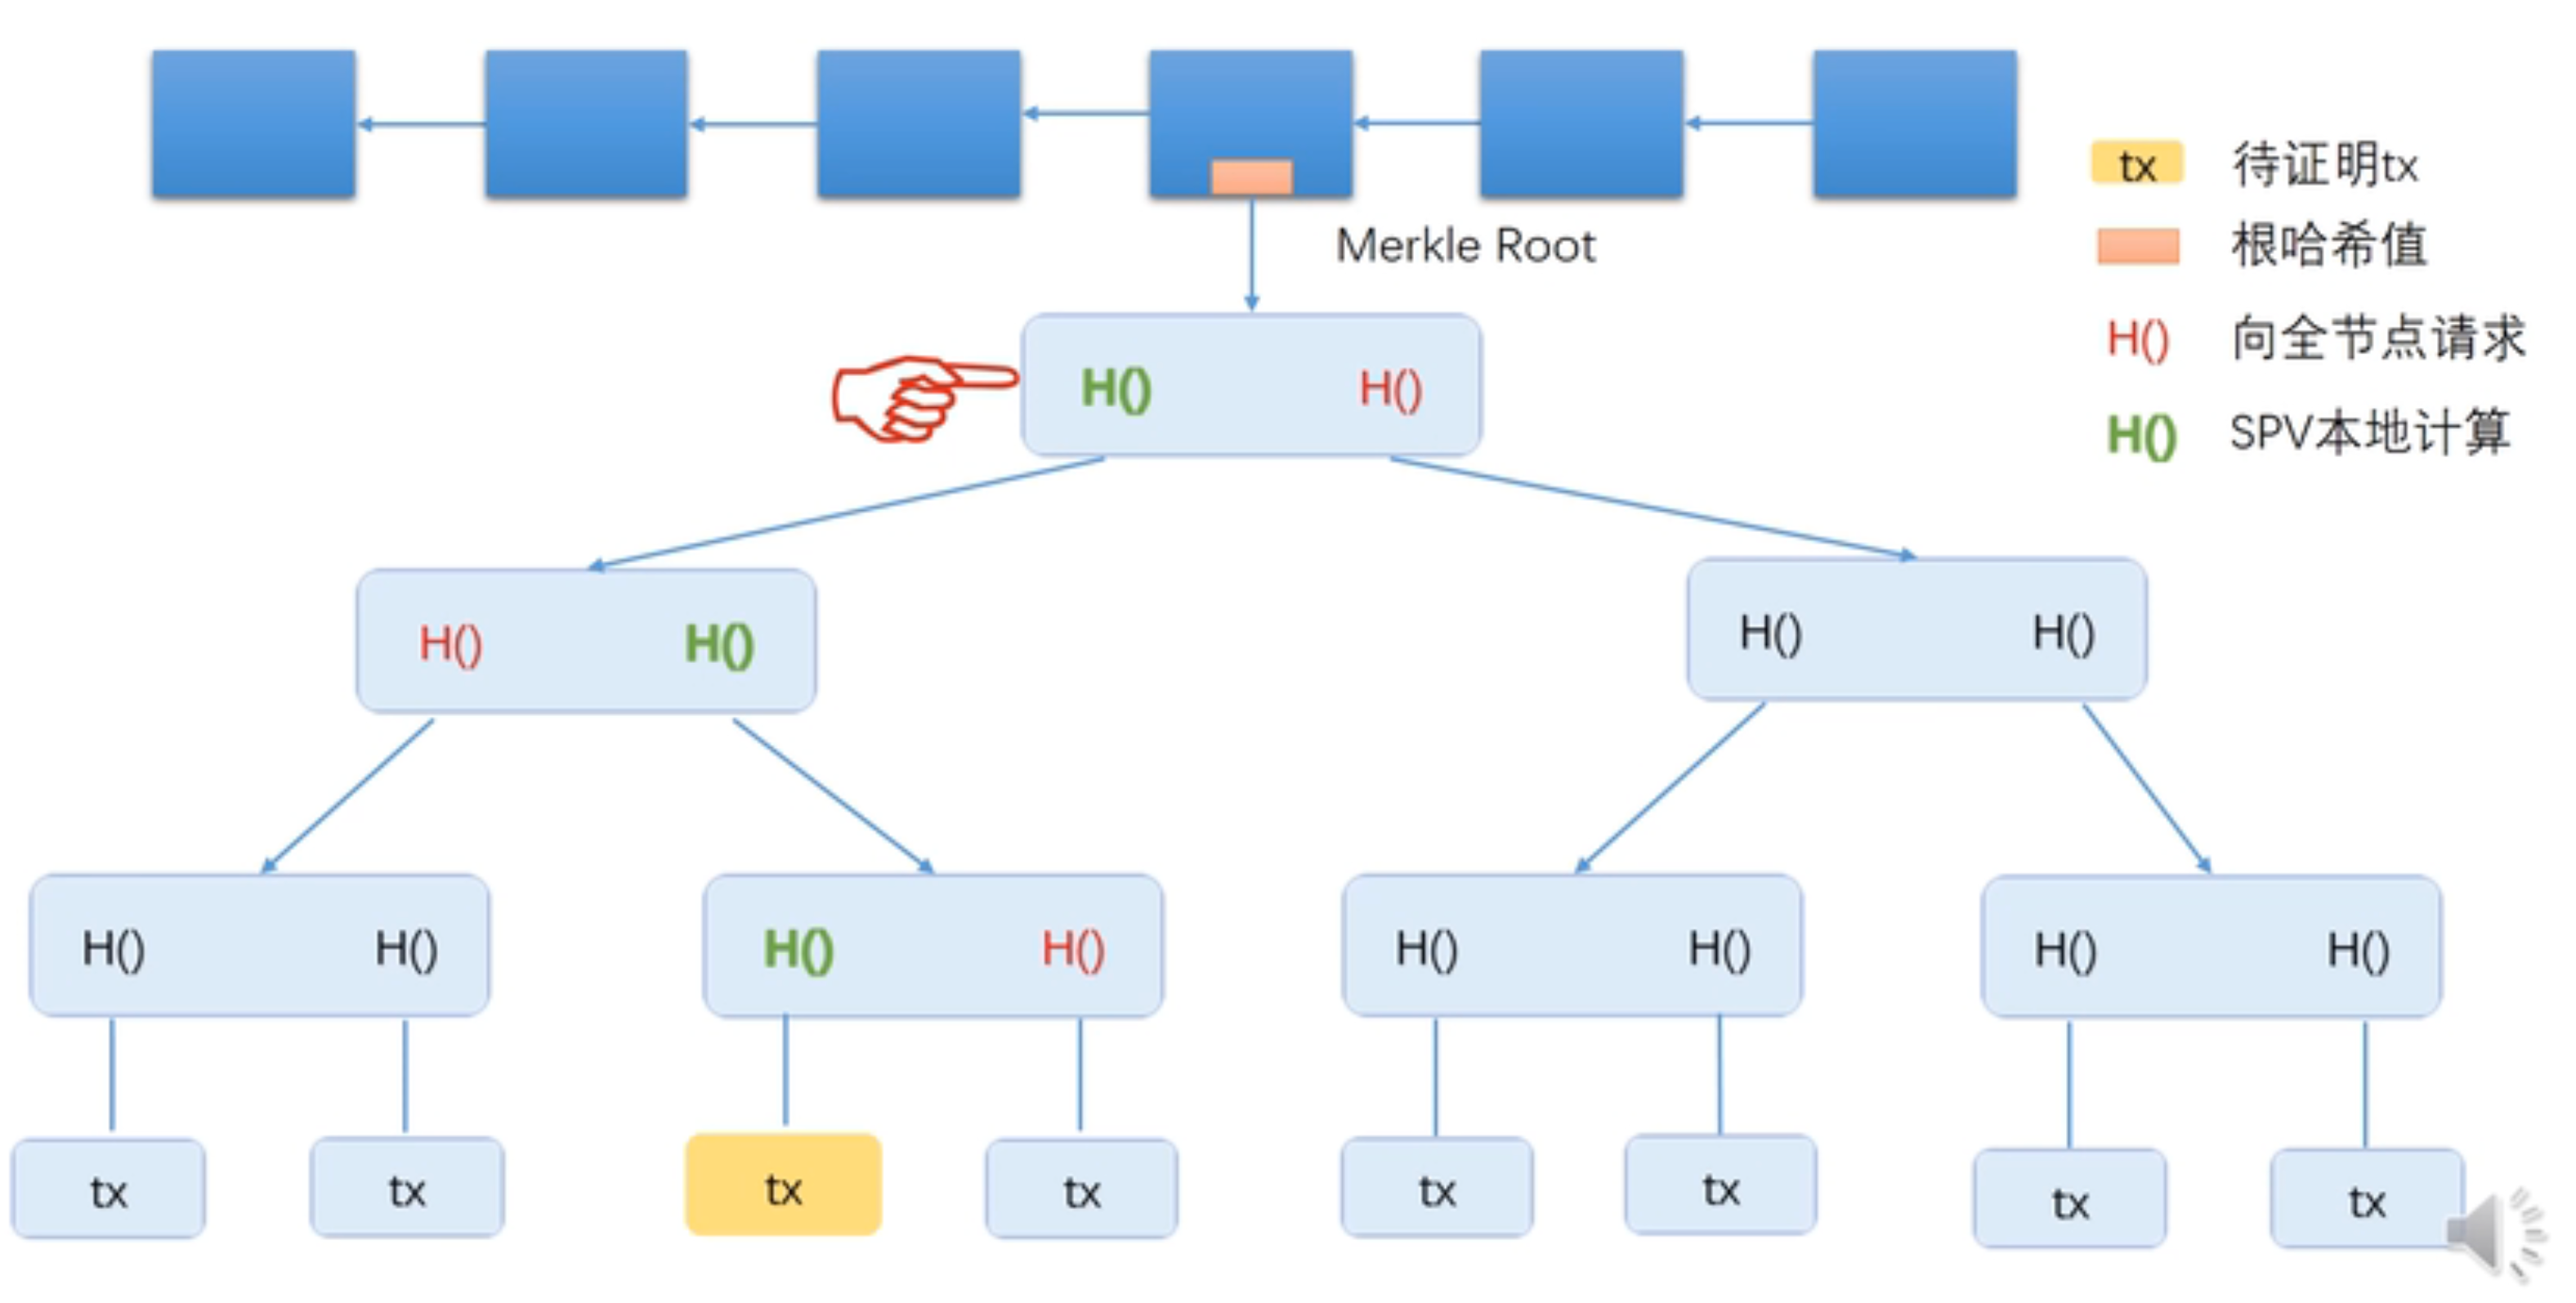 tx 待证明tx
Merkle Root
根哈希值
H() 向全节点请求
H() H()
H() SPV本地计算
H() H() H() H()
H() H() H() H() H() H() H() H()
tx tx tx tx tx tx tx tx